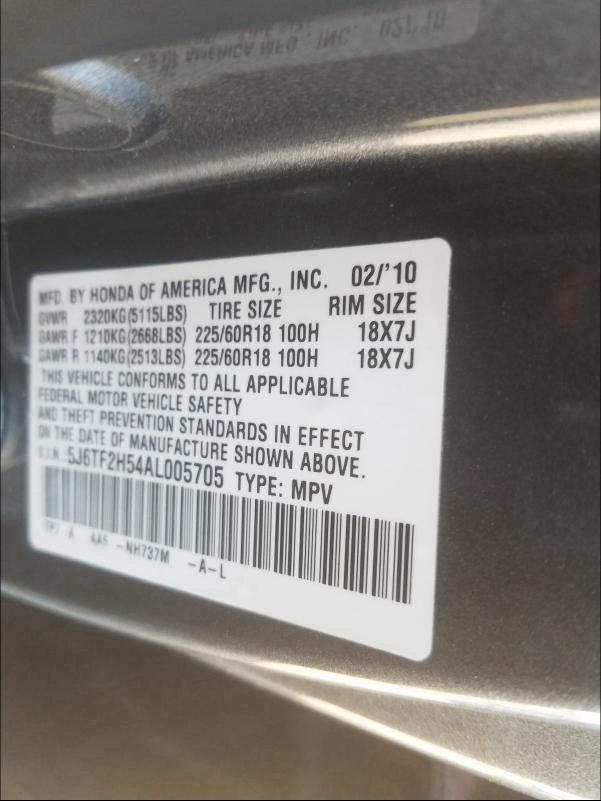 MFD. BY HONDA OF AMERICA MFG., INC. 02/'10
GVWR 2320KG(5115LBS) TIRE SIZE RIM SIZE
GAWR F 1210KG(2668LBS) 225/60R18 100H 18X7J
GAWR R 1140KG(2513LBS) 225/60R18 100H 18X7J
THIS VEHICLE CONFORMS TO ALL APPLICABLE
FEDERAL MOTOR VEHICLE SAFETY
AND THEFT PREVENTION STANDARDS IN EFFECT
ON THE DATE OF MANUFACTURE SHOWN ABOVE.
V.I.N. 5J6TF2H54AL005705 TYPE: MPV
A 4A5 -NH737M -A-L